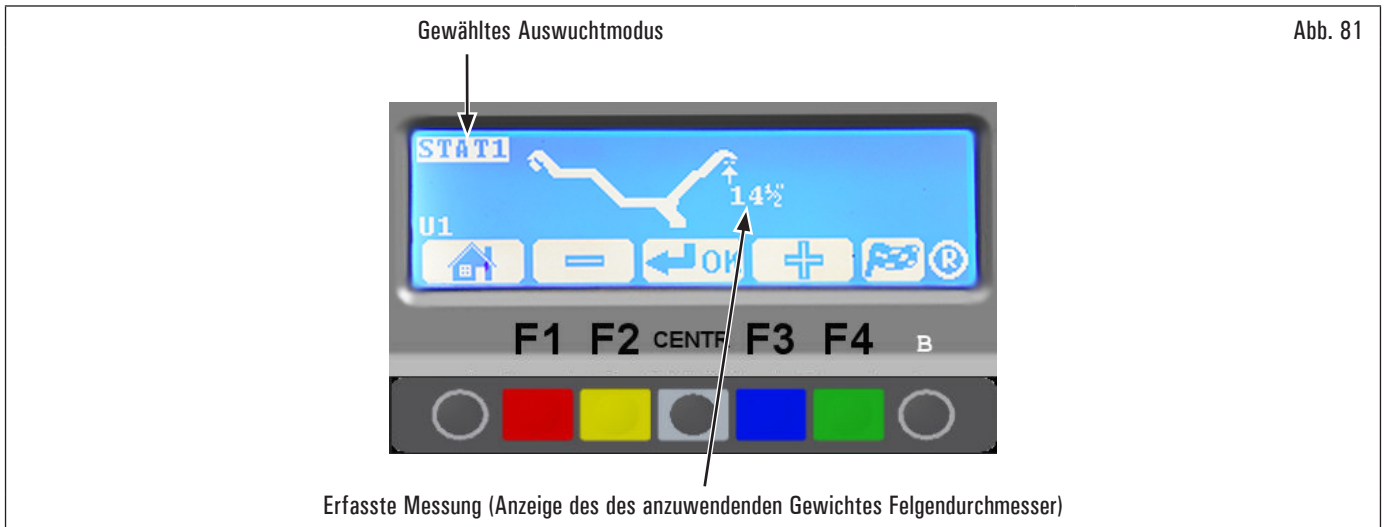 Gewähltes Auswuchtmodus
Abb. 81
STAT1
14½"
U1
OK
®
F1 F2 CENTR F3 F4 B
Erfasste Messung (Anzeige des des anzuwendenden Gewichtes Felgendurchmesser)